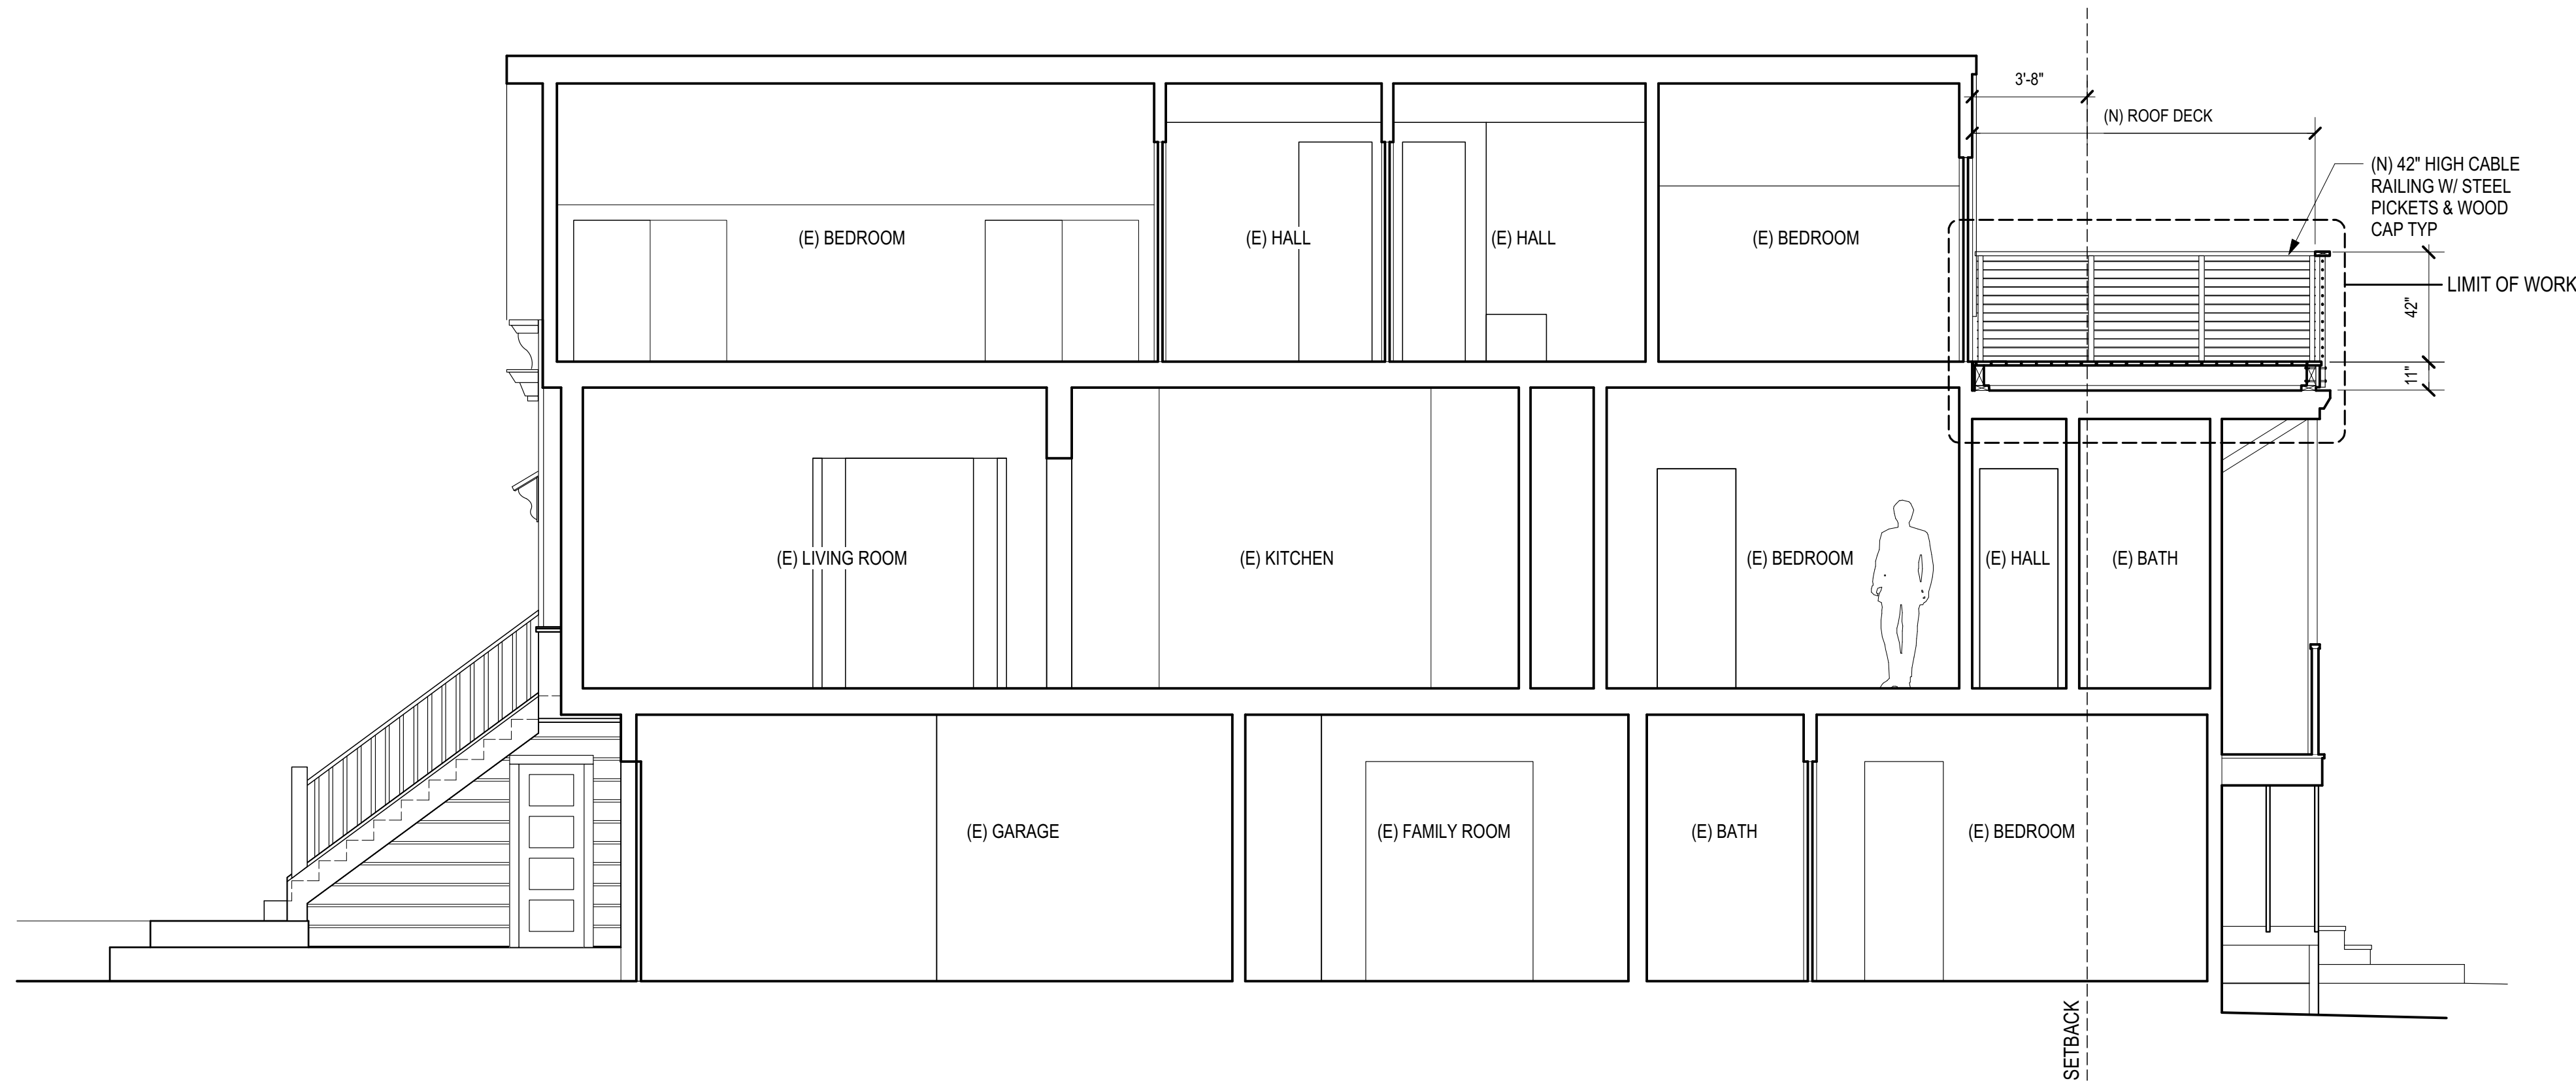 3'-8"
(N) ROOF DECK
(N) 42" HIGH CABLE
RAILING W/ STEEL
PICKETS & WOOD
CAP TYP
(E) BEDROOM
(E) HALL
(E) HALL
(E) BEDROOM
LIMIT OF WORK
42"
11"
(E) LIVING ROOM
(E) KITCHEN
(E) BEDROOM
(E) HALL
(E) BATH
(E) GARAGE
(E) FAMILY ROOM
(E) BATH
(E) BEDROOM
SETBACK